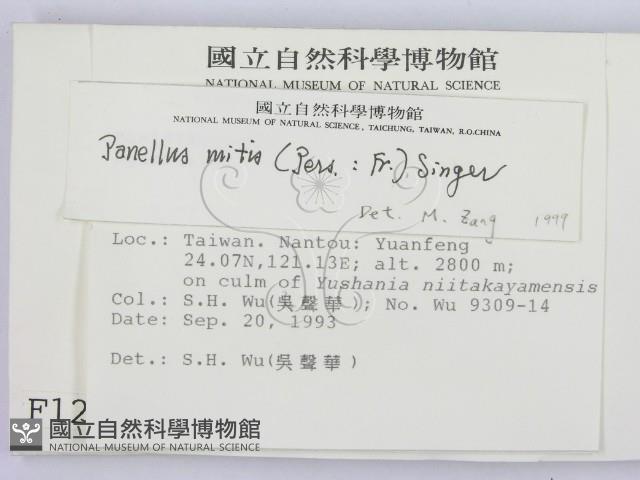 國立自然科學博物館
NATIONAL MUSEUM OF NATURAL SCIENCE
國立自然科學博物館
NATIONAL MUSEUM OF NATURAL SCIENCE, TAICHUNG, TAIWAN, R.O.CHINA
Panellus mitis (Pers. : Fr.) Singer
Det. M. Zang 1999
Loc.: Taiwan. Nantou: Yuanfeng
24.07N,121.13E; alt. 2800 m;
on culm of Yushania niitakayamensis
Col.: S.H. Wu(吳聲華); No. Wu 9309-14
Date: Sep. 20, 1993
Det.: S.H. Wu(吳聲華)
F12
國立自然科學博物館
NATIONAL MUSEUM OF NATURAL SCIENCE